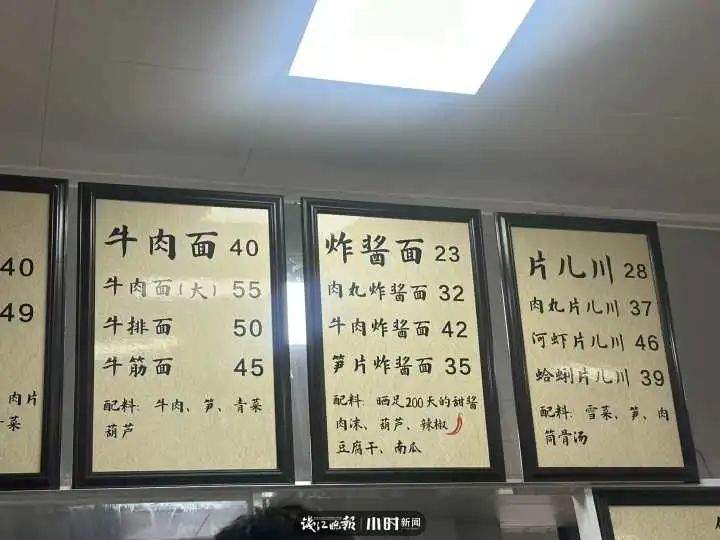 40
49
肉片
青菜
牛肉面 40
牛肉面(大) 55
牛排面 50
牛筋面 45
配料: 牛肉、笋、青菜
葫芦
炸酱面 23
肉丸炸酱面 32
牛肉炸酱面 42
笋片炸酱面 35
配料: 晒足200天的甜酱
肉沫、葫芦、辣椒
豆腐干、南瓜
片儿川 28
肉丸片儿川 37
河虾片儿川 46
蛤蜊片儿川 39
配料: 雪菜、笋、肉
筒骨汤
钱江晚报 小时新闻